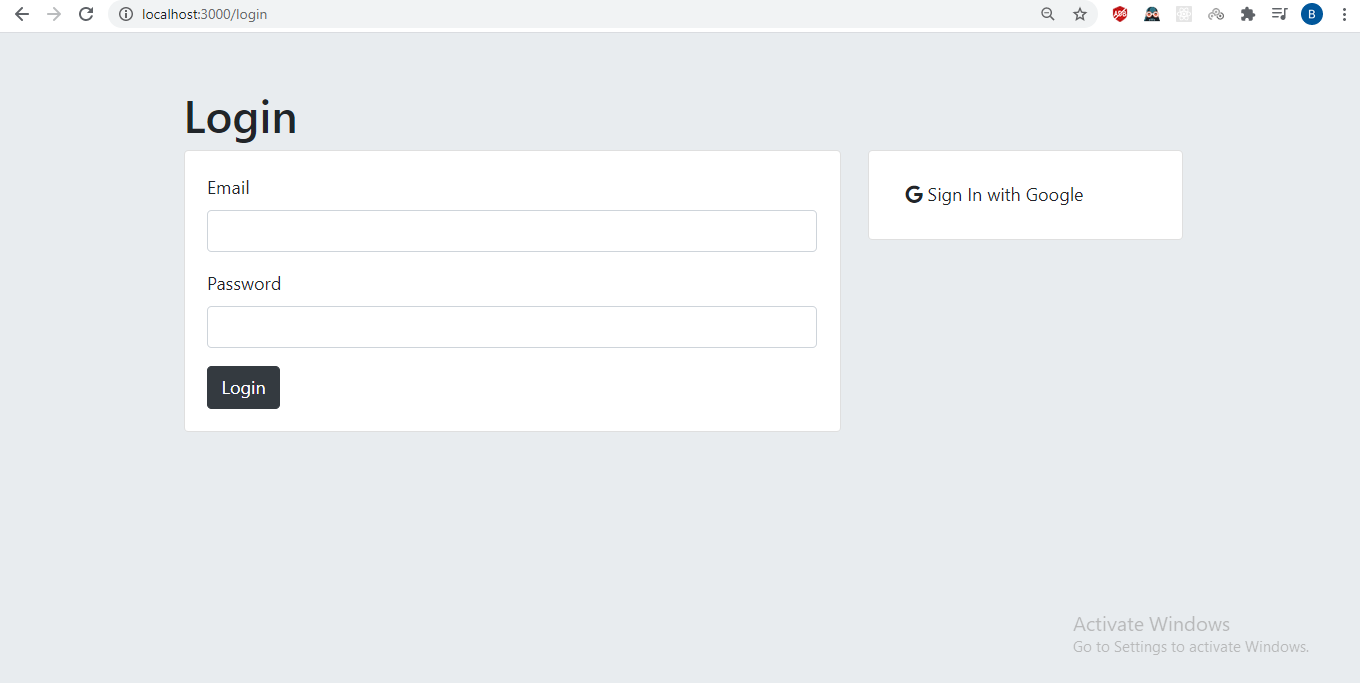 localhost:3000/login
ABP
B
Login
Email
Password
Login
G Sign In with Google
Activate Windows
Go to Settings to activate Windows.